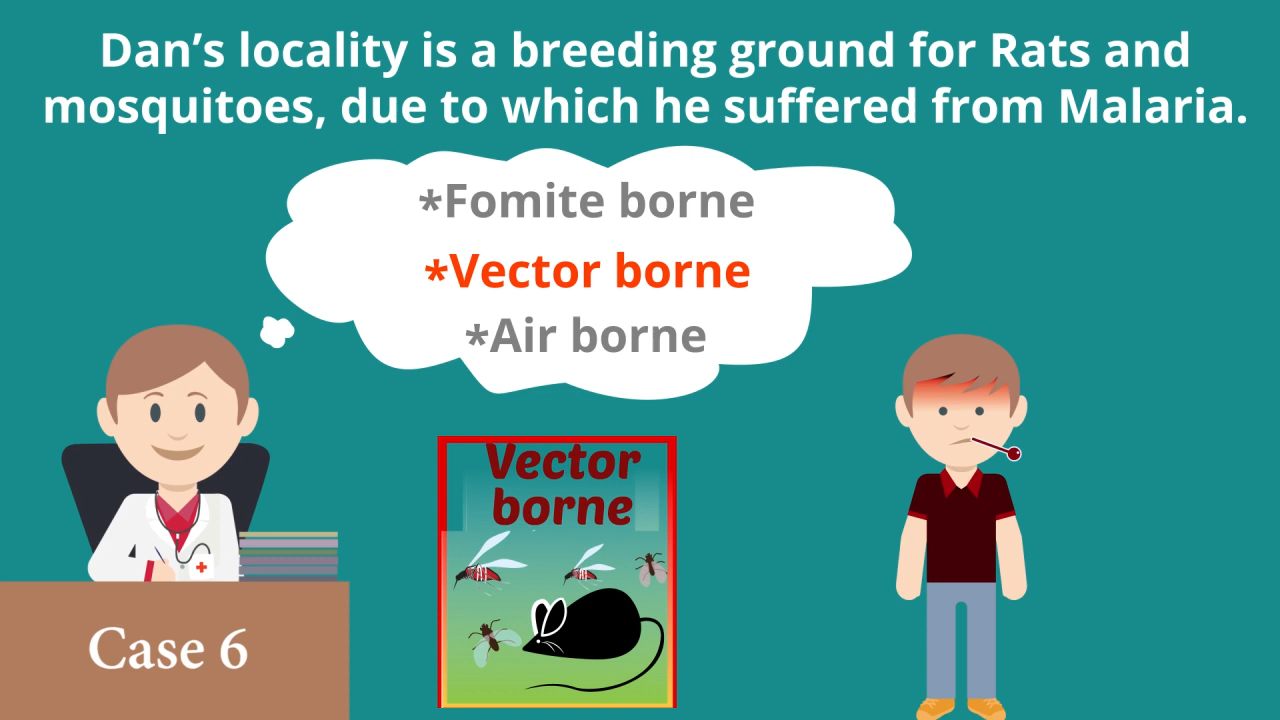 Dan’s locality is a breeding ground for Rats and
mosquitoes, due to which he suffered from Malaria.
*Fomite borne
*Vector borne
*Air borne
Vector
borne
Case 6